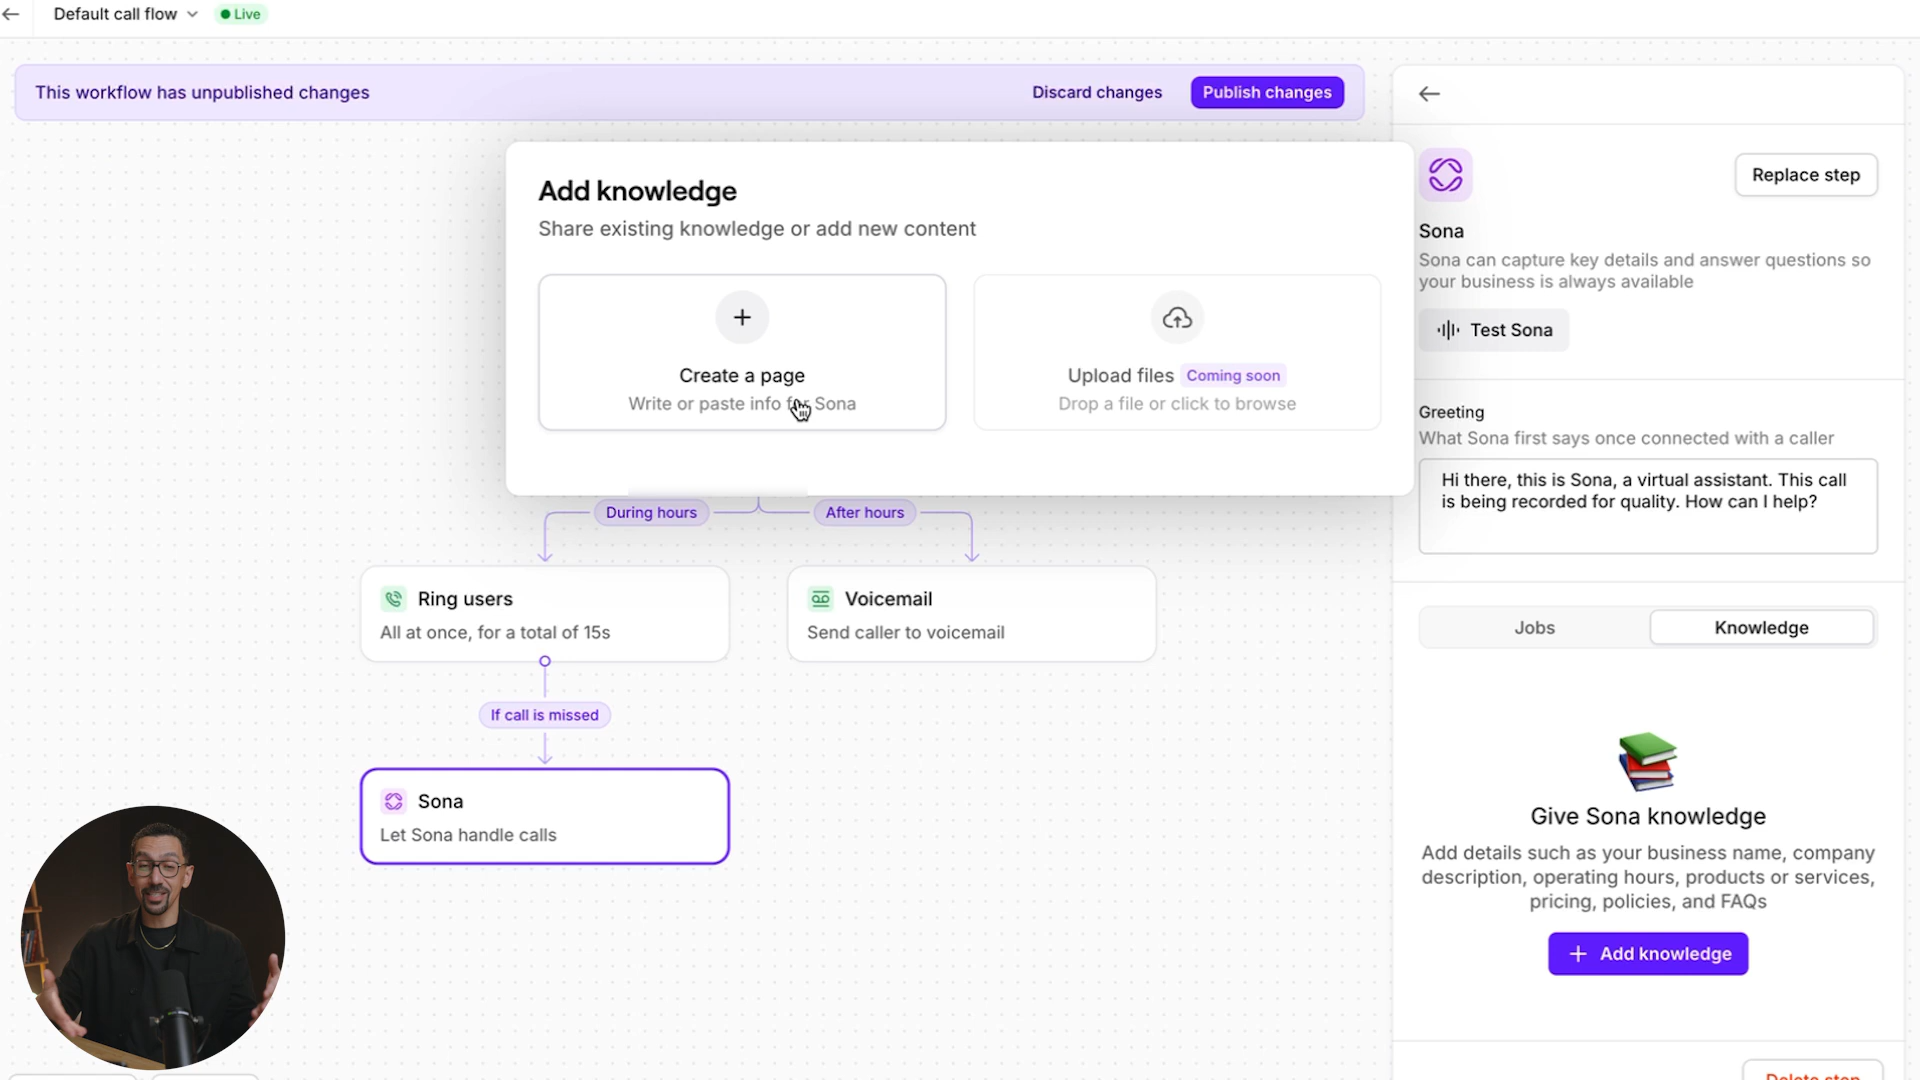 Default call flow
Live
This workflow has unpublished changes
Discard changes
Publish changes
Add knowledge
Share existing knowledge or add new content
Create a page
Write or paste info for Sona
Upload files
Coming soon
Drop a file or click to browse
During hours
After hours
Ring users
All at once, for a total of 15s
Voicemail
Send caller to voicemail
If call is missed
Sona
Let Sona handle calls
Replace step
Sona
Sona can capture key details and answer questions so
your business is always available
Test Sona
Greeting
What Sona first says once connected with a caller
Hi there, this is Sona, a virtual assistant. This call
is being recorded for quality. How can I help?
Jobs
Knowledge
Give Sona knowledge
Add details such as your business name, company
description, operating hours, products or services,
pricing, policies, and FAQs
Add knowledge
Delete step